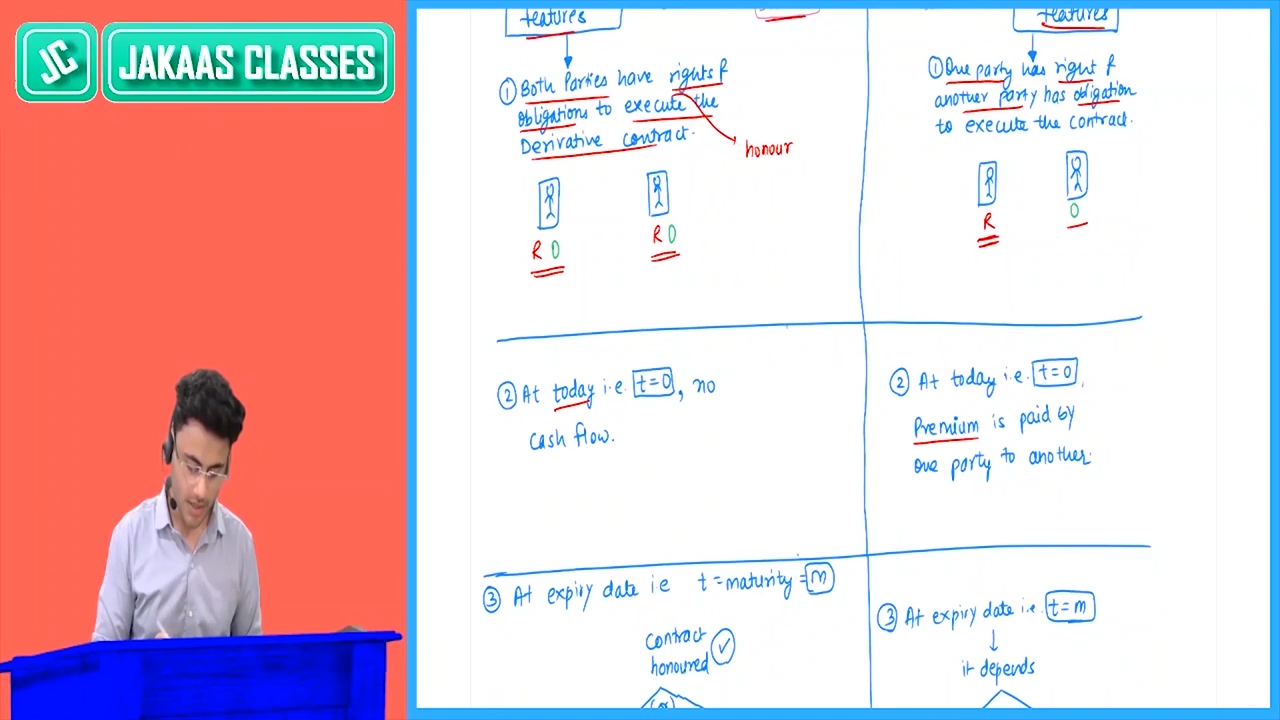 JC
JAKAAS CLASSES
features
① Both Parties have rights &
obligations to execute the
Derivative contract.
honour
R O
R O
② At today i.e. t=0, no
cash flow.
③ At expiry date i.e t = maturity = m
contract
honoured ✓
(or)
features
① One party has right &
another party has obligation
to execute the contract.
R
O
② At today i.e. t=0,
Premium is paid by
one party to another.
③ At expiry date i.e. t=m
it depends